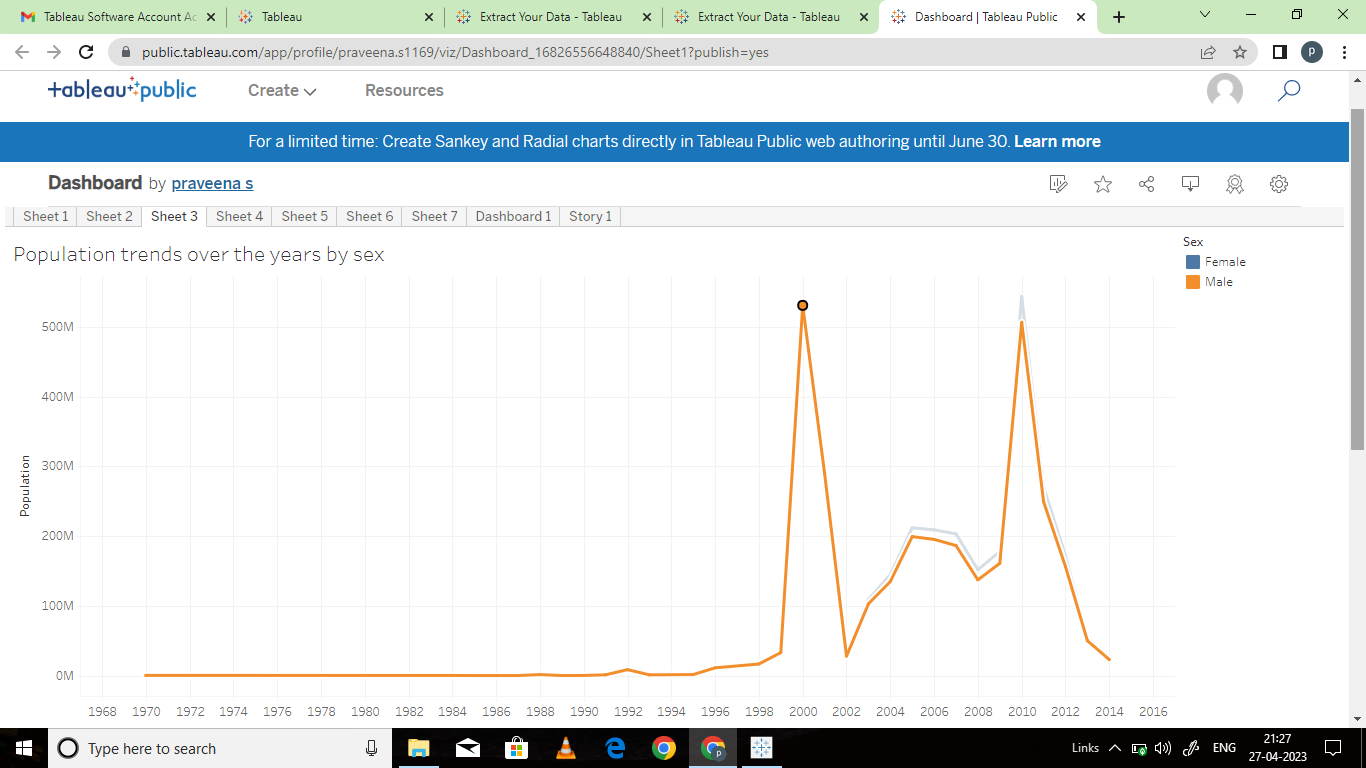 Tableau Software Account Ac
Tableau
Extract Your Data - Tableau
Extract Your Data - Tableau
Dashboard | Tableau Public
public.tableau.com/app/profile/praveena.s1169/viz/Dashboard_16826556648840/Sheet1?publish=yes
P
+ableau+public
Create
Resources
For a limited time: Create Sankey and Radial charts directly in Tableau Public web authoring until June 30. Learn more
Dashboard by praveena s
Sheet 1 Sheet 2 Sheet 3 Sheet 4 Sheet 5 Sheet 6 Sheet 7 Dashboard 1 Story 1
Population trends over the years by sex
Sex
Female
Male
Population
500M
400M
300M
200M
100M
0M
1968 1970 1972 1974 1976 1978 1980 1982 1984 1986 1988 1990 1992 1994 1996 1998 2000 2002 2004 2006 2008 2010 2012 2014 2016
Type here to search
P
Links
ENG
21:27
27-04-2023